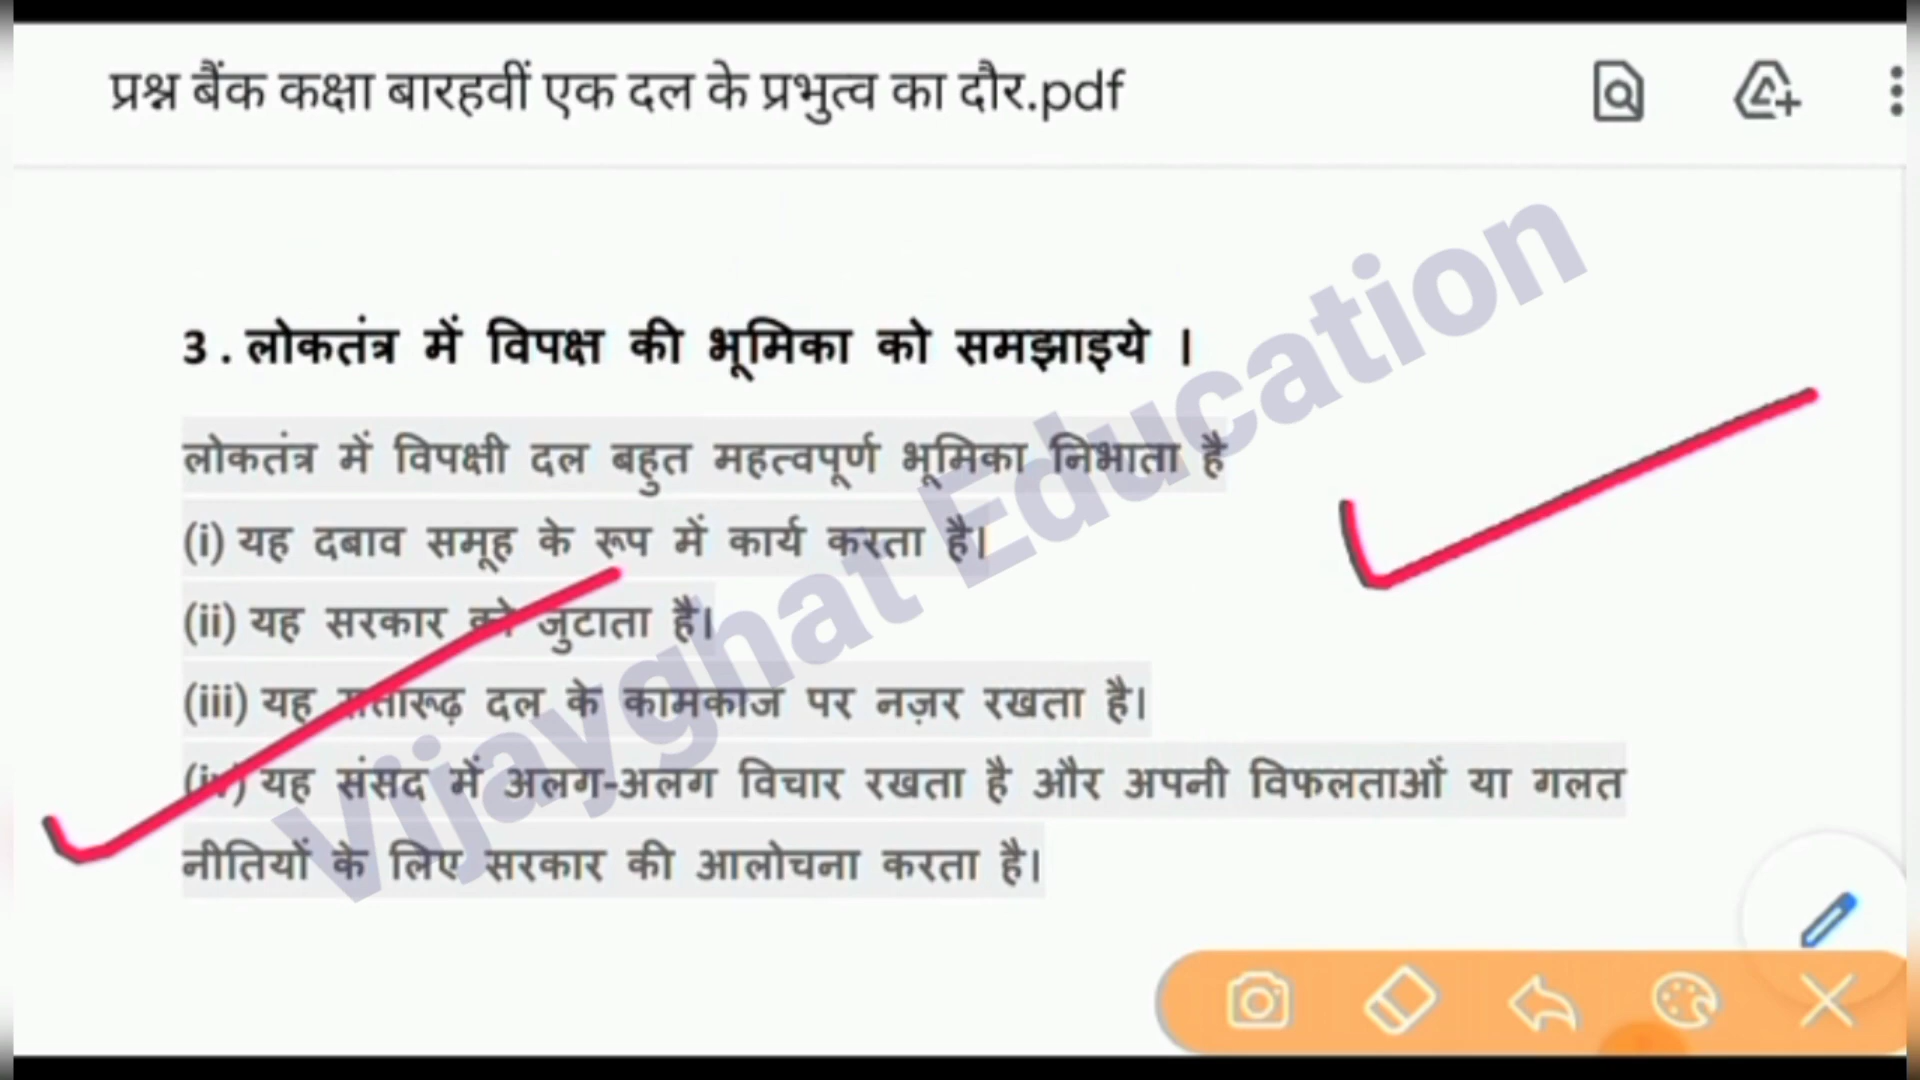 प्रश्न बैंक कक्षा बारहवीं एक दल के प्रभुत्व का दौर.pdf
3. लोकतंत्र में विपक्ष की भूमिका को समझाइये ।
लोकतंत्र में विपक्षी दल बहुत महत्वपूर्ण भूमिका निभाता है
(i) यह दबाव समूह के रूप में कार्य करता है।
(ii) यह सरकार को जुटाता है।
(iii) यह सत्तारूढ़ दल के कामकाज पर नज़र रखता है।
(iv) यह संसद में अलग-अलग विचार रखता है और अपनी विफलताओं या गलत
नीतियों के लिए सरकार की आलोचना करता है।
Vijayghat Education